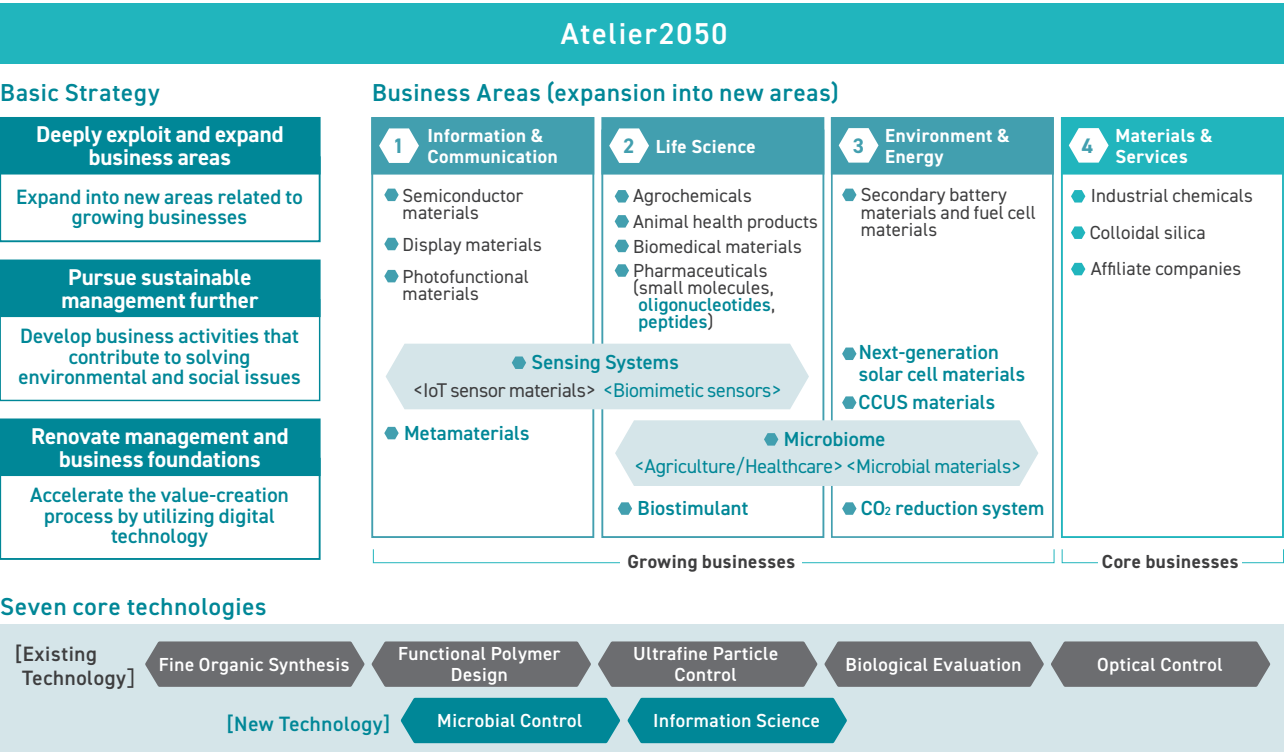 Atelier2050
Basic Strategy
Deeply exploit and expand
business areas
Expand into new areas related to
growing businesses
Pursue sustainable
management further
Develop business activities that
contribute to solving
environmental and social issues
Renovate management and
business foundations
Accelerate the value-creation
process by utilizing digital
technology
Business Areas (expansion into new areas)
1
Information &
Communication
Semiconductor
materials
Display materials
Photofunctional
materials
2
Life Science
Agrochemicals
Animal health products
Biomedical materials
Pharmaceuticals
(small molecules,
oligonucleotides,
peptides)
3
Environment &
Energy
Secondary battery
materials and fuel cell
materials
4
Materials &
Services
Industrial chemicals
Colloidal silica
Affiliate companies
Sensing Systems
<IoT sensor materials> <Biomimetic sensors>
Next-generation
solar cell materials
CCUS materials
Metamaterials
Microbiome
<Agriculture/Healthcare> <Microbial materials>
Biostimulant
CO₂ reduction system
Growing businesses
Core businesses
Seven core technologies
[Existing
Technology]
Fine Organic Synthesis
Functional Polymer
Design
Ultrafine Particle
Control
Biological Evaluation
Optical Control
[New Technology]
Microbial Control
Information Science